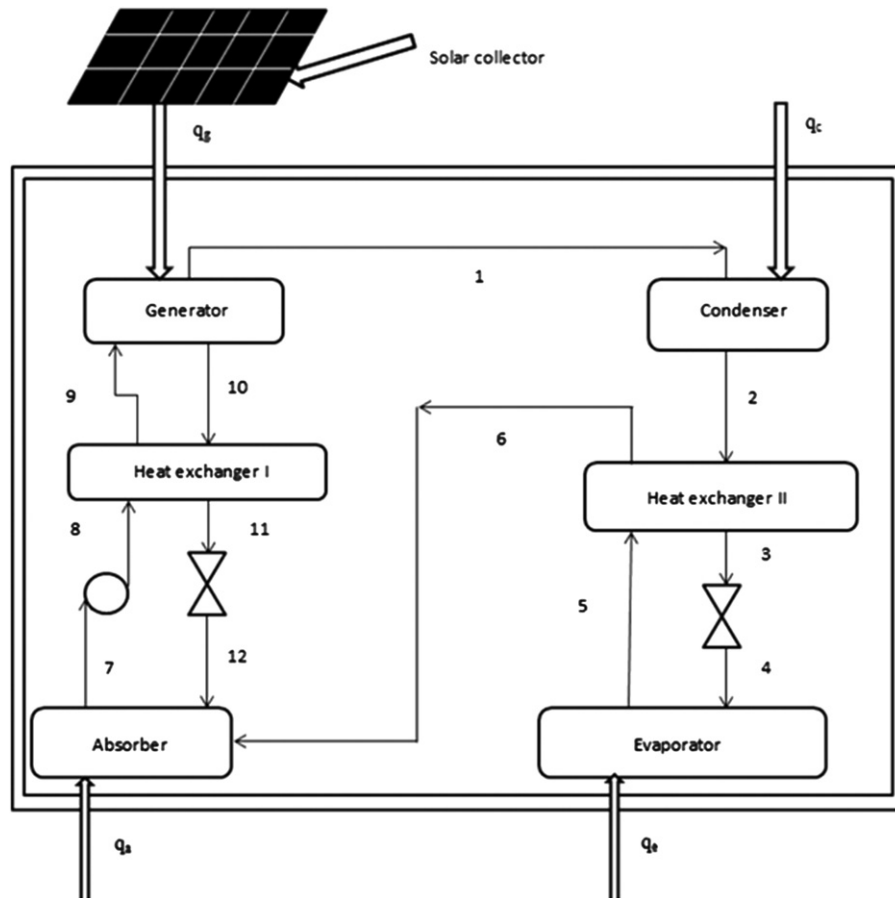 Solar collector
qg
qc
1
Generator
Condenser
9
10
2
6
Heat exchanger I
Heat exchanger II
8
11
3
5
7
12
4
Absorber
Evaporator
qa
qe